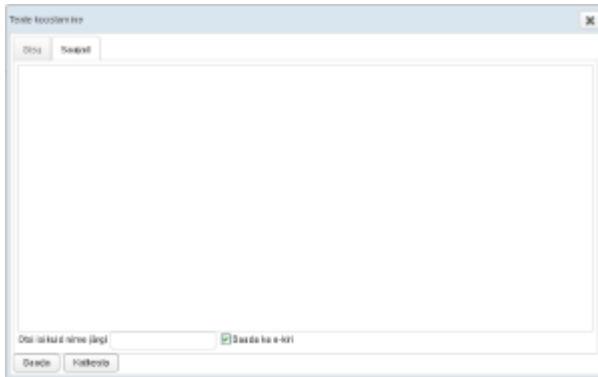 Teate koostamine
Sisu Saajad
Otsi isikuid nime järgi Saada ka e-kiri
Saada Katkesta